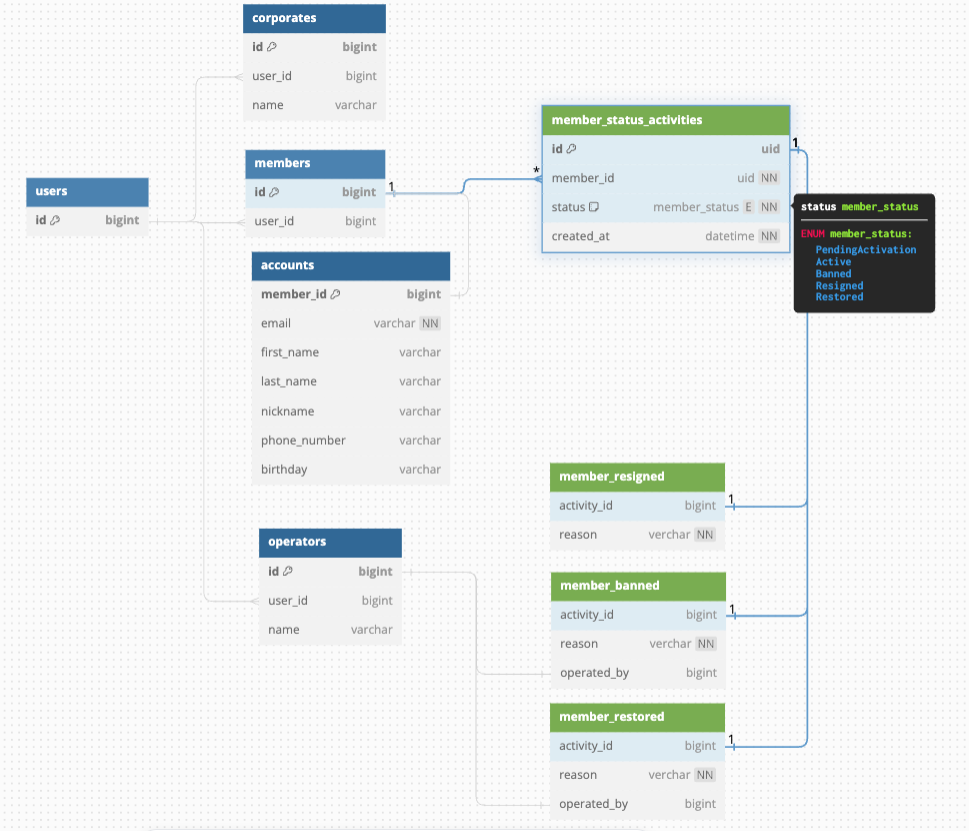 corporates
id bigint
user_id bigint
name varchar
users
id bigint
members
id bigint 1
user_id bigint
accounts
member_id bigint
email varchar NN
first_name varchar
last_name varchar
nickname varchar
phone_number varchar
birthday varchar
operators
id bigint
user_id bigint
name varchar
member_status_activities
id uid 1
* member_id uid NN
status member_status E NN
created_at datetime NN
status member_status
ENUM member_status:
PendingActivation
Active
Banned
Resigned
Restored
member_resigned
activity_id bigint 1
reason verchar NN
member_banned
activity_id bigint 1
reason verchar NN
operated_by bigint
member_restored
activity_id bigint 1
reason verchar NN
operated_by bigint